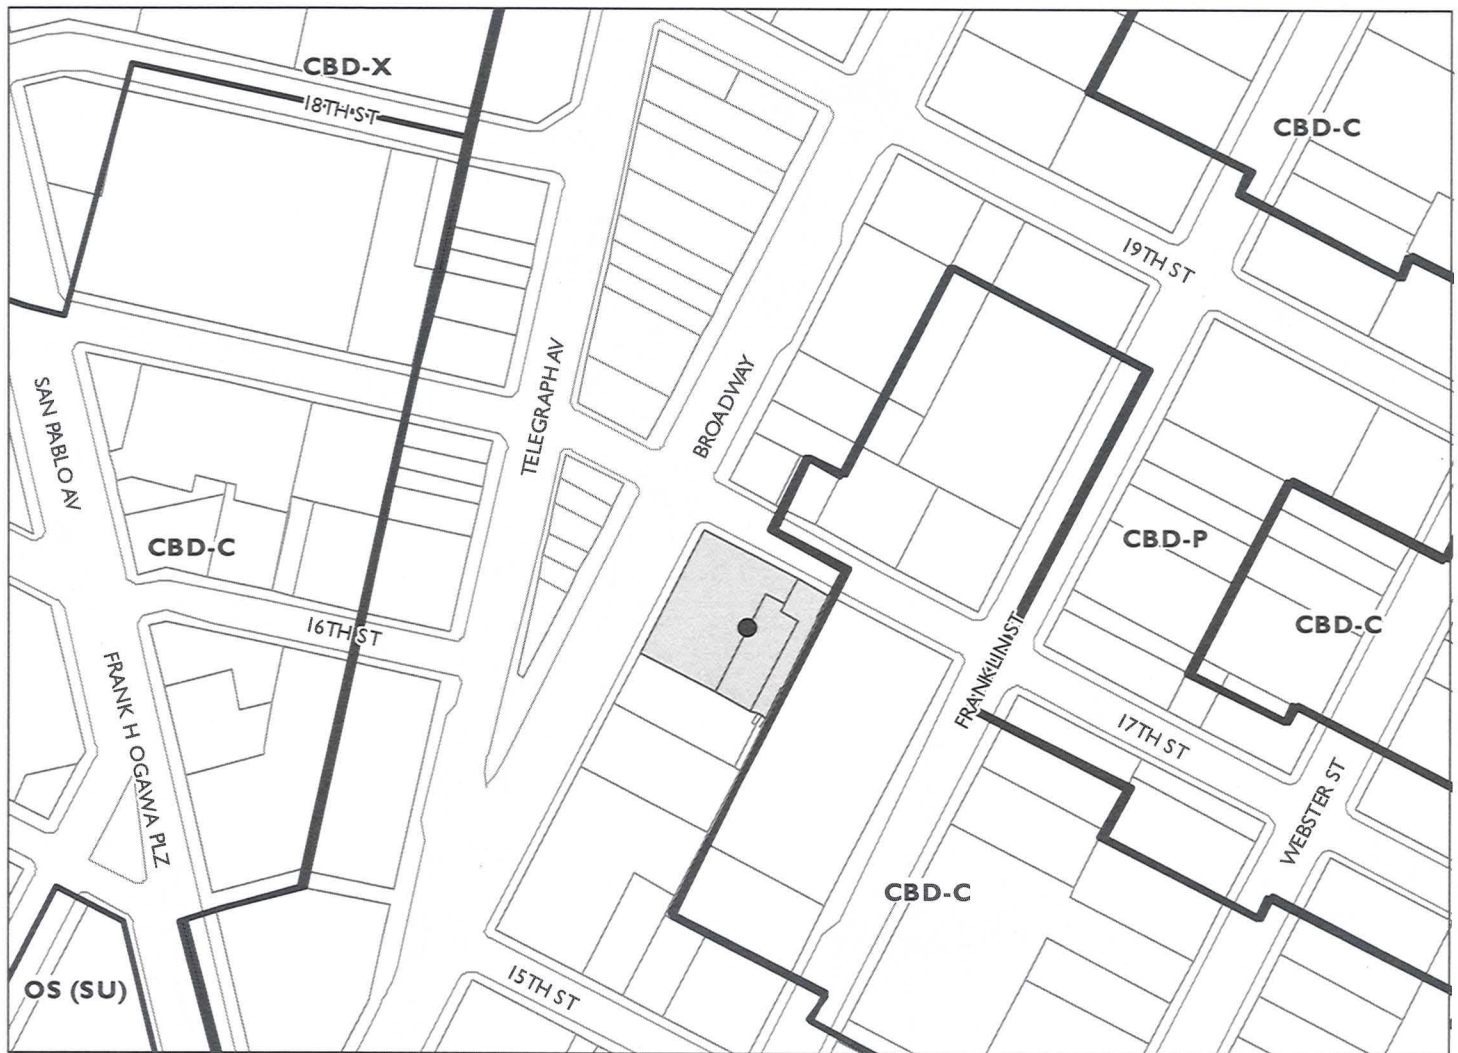 CBD-X
18TH ST
CBD-C
19TH ST
TELEGRAPH AV
BROADWAY
SAN PABLO AV
CBD-C
CBD-P
CBD-C
16TH ST
FRANKLIN ST
FRANK H OGAWA PLZ
17TH ST
WEBSTER ST
CBD-C
OS (SU)
15TH ST